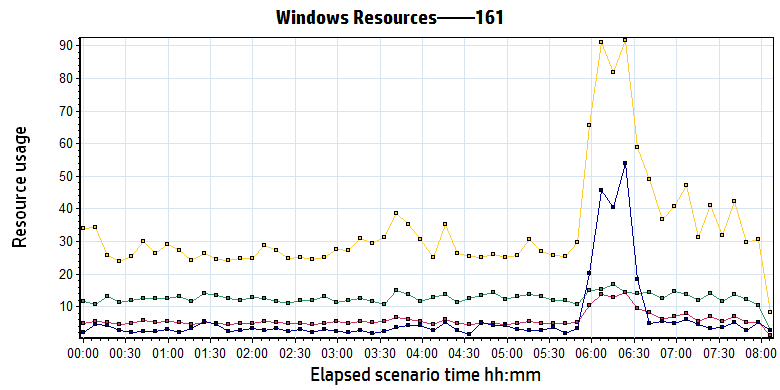 Windows Resources——161
90
80
70
60
50
40
30
20
10
Resource usage
00:00 00:30 01:00 01:30 02:00 02:30 03:00 03:30 04:00 04:30 05:00 05:30 06:00 06:30 07:00 07:30 08:00
Elapsed scenario time hh:mm